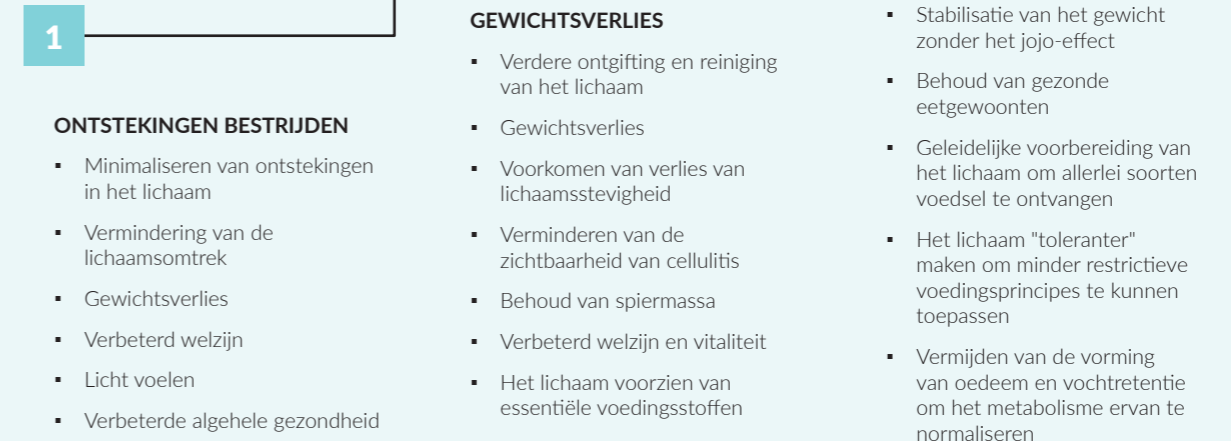 1
ONTSTEKINGEN BESTRIJDEN
▪ Minimaliseren van ontstekingen
in het lichaam
▪ Vermindering van de
lichaamsomtrek
▪ Gewichtsverlies
▪ Verbeterd welzijn
▪ Licht voelen
▪ Verbeterde algehele gezondheid
GEWICHTSVERLIES
▪ Verdere ontgifting en reiniging
van het lichaam
▪ Gewichtsverlies
▪ Voorkomen van verlies van
lichaamsstevigheid
▪ Verminderen van de
zichtbaarheid van cellulitis
▪ Behoud van spiermassa
▪ Verbeterd welzijn en vitaliteit
▪ Het lichaam voorzien van
essentiële voedingsstoffen
▪ Stabilisatie van het gewicht
zonder het jojo-effect
▪ Behoud van gezonde
eetgewoonten
▪ Geleidelijke voorbereiding van
het lichaam om allerlei soorten
voedsel te ontvangen
▪ Het lichaam "toleranter"
maken om minder restrictieve
voedingsprincipes te kunnen
toepassen
▪ Vermijden van de vorming
van oedeem en vochtretentie
om het metabolisme ervan te
normaliseren